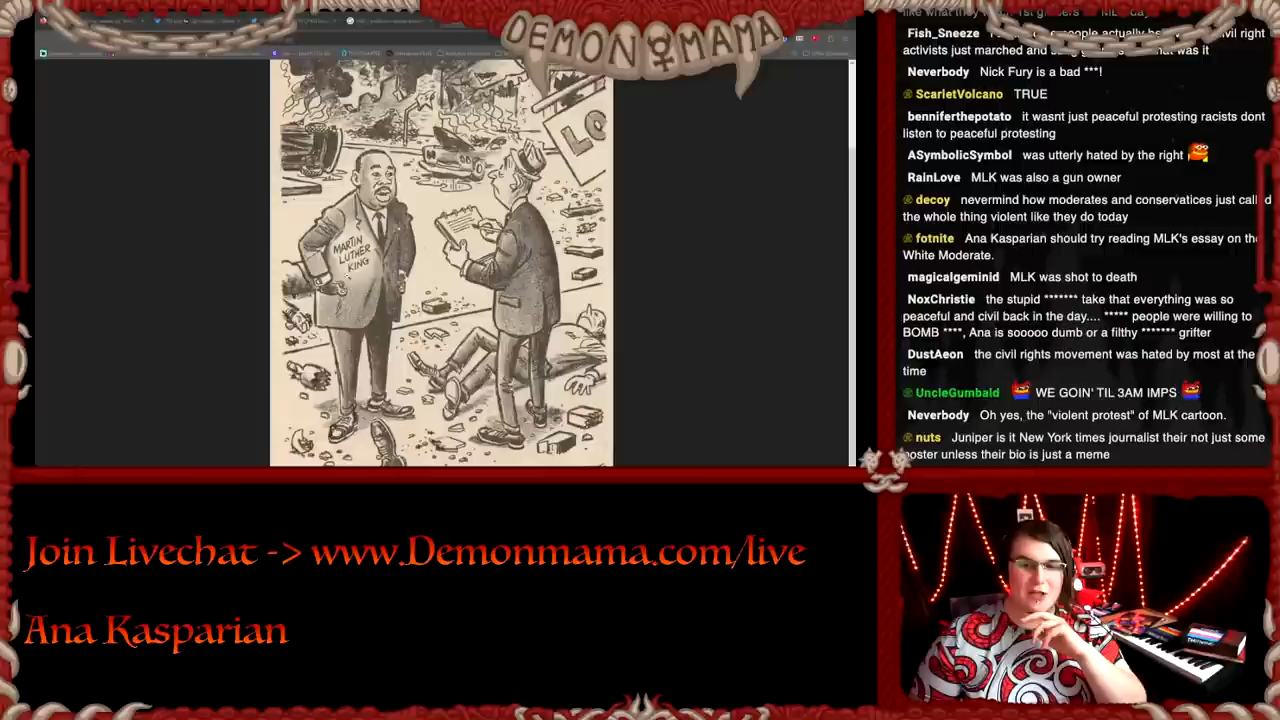 DEMON MAMA
LO
MARTIN
LUTHER
KING
Fish_Sneeze
activists just marched and
Neverbody Nick Fury is a bad ***!
ScarletVolcano TRUE
benniferthepotato it wasnt just peaceful protesting racists dont
listen to peaceful protesting
ASymbolicSymbol was utterly hated by the right
RainLove MLK was also a gun owner
decoy nevermind how moderates and conservatices just called
the whole thing violent like they do today
fotnite Ana Kasparian should try reading MLK's essay on the
White Moderate.
magicalgeminid MLK was shot to death
NoxChristie the stupid ******* take that everything was so
peaceful and civil back in the day.... ***** people were willing to
BOMB ****, Ana is sooooo dumb or a filthy ******* grifter
DustAeon the civil rights movement was hated by most at the
time
UncleGumbald WE GOIN' TIL 3AM IMPS
Neverbody Oh yes, the "violent protest" of MLK cartoon.
nuts Juniper is it New York times journalist their not just some
poster unless their bio is just a meme
Join Livechat -> www.Demonmama.com/live
Ana Kasparian